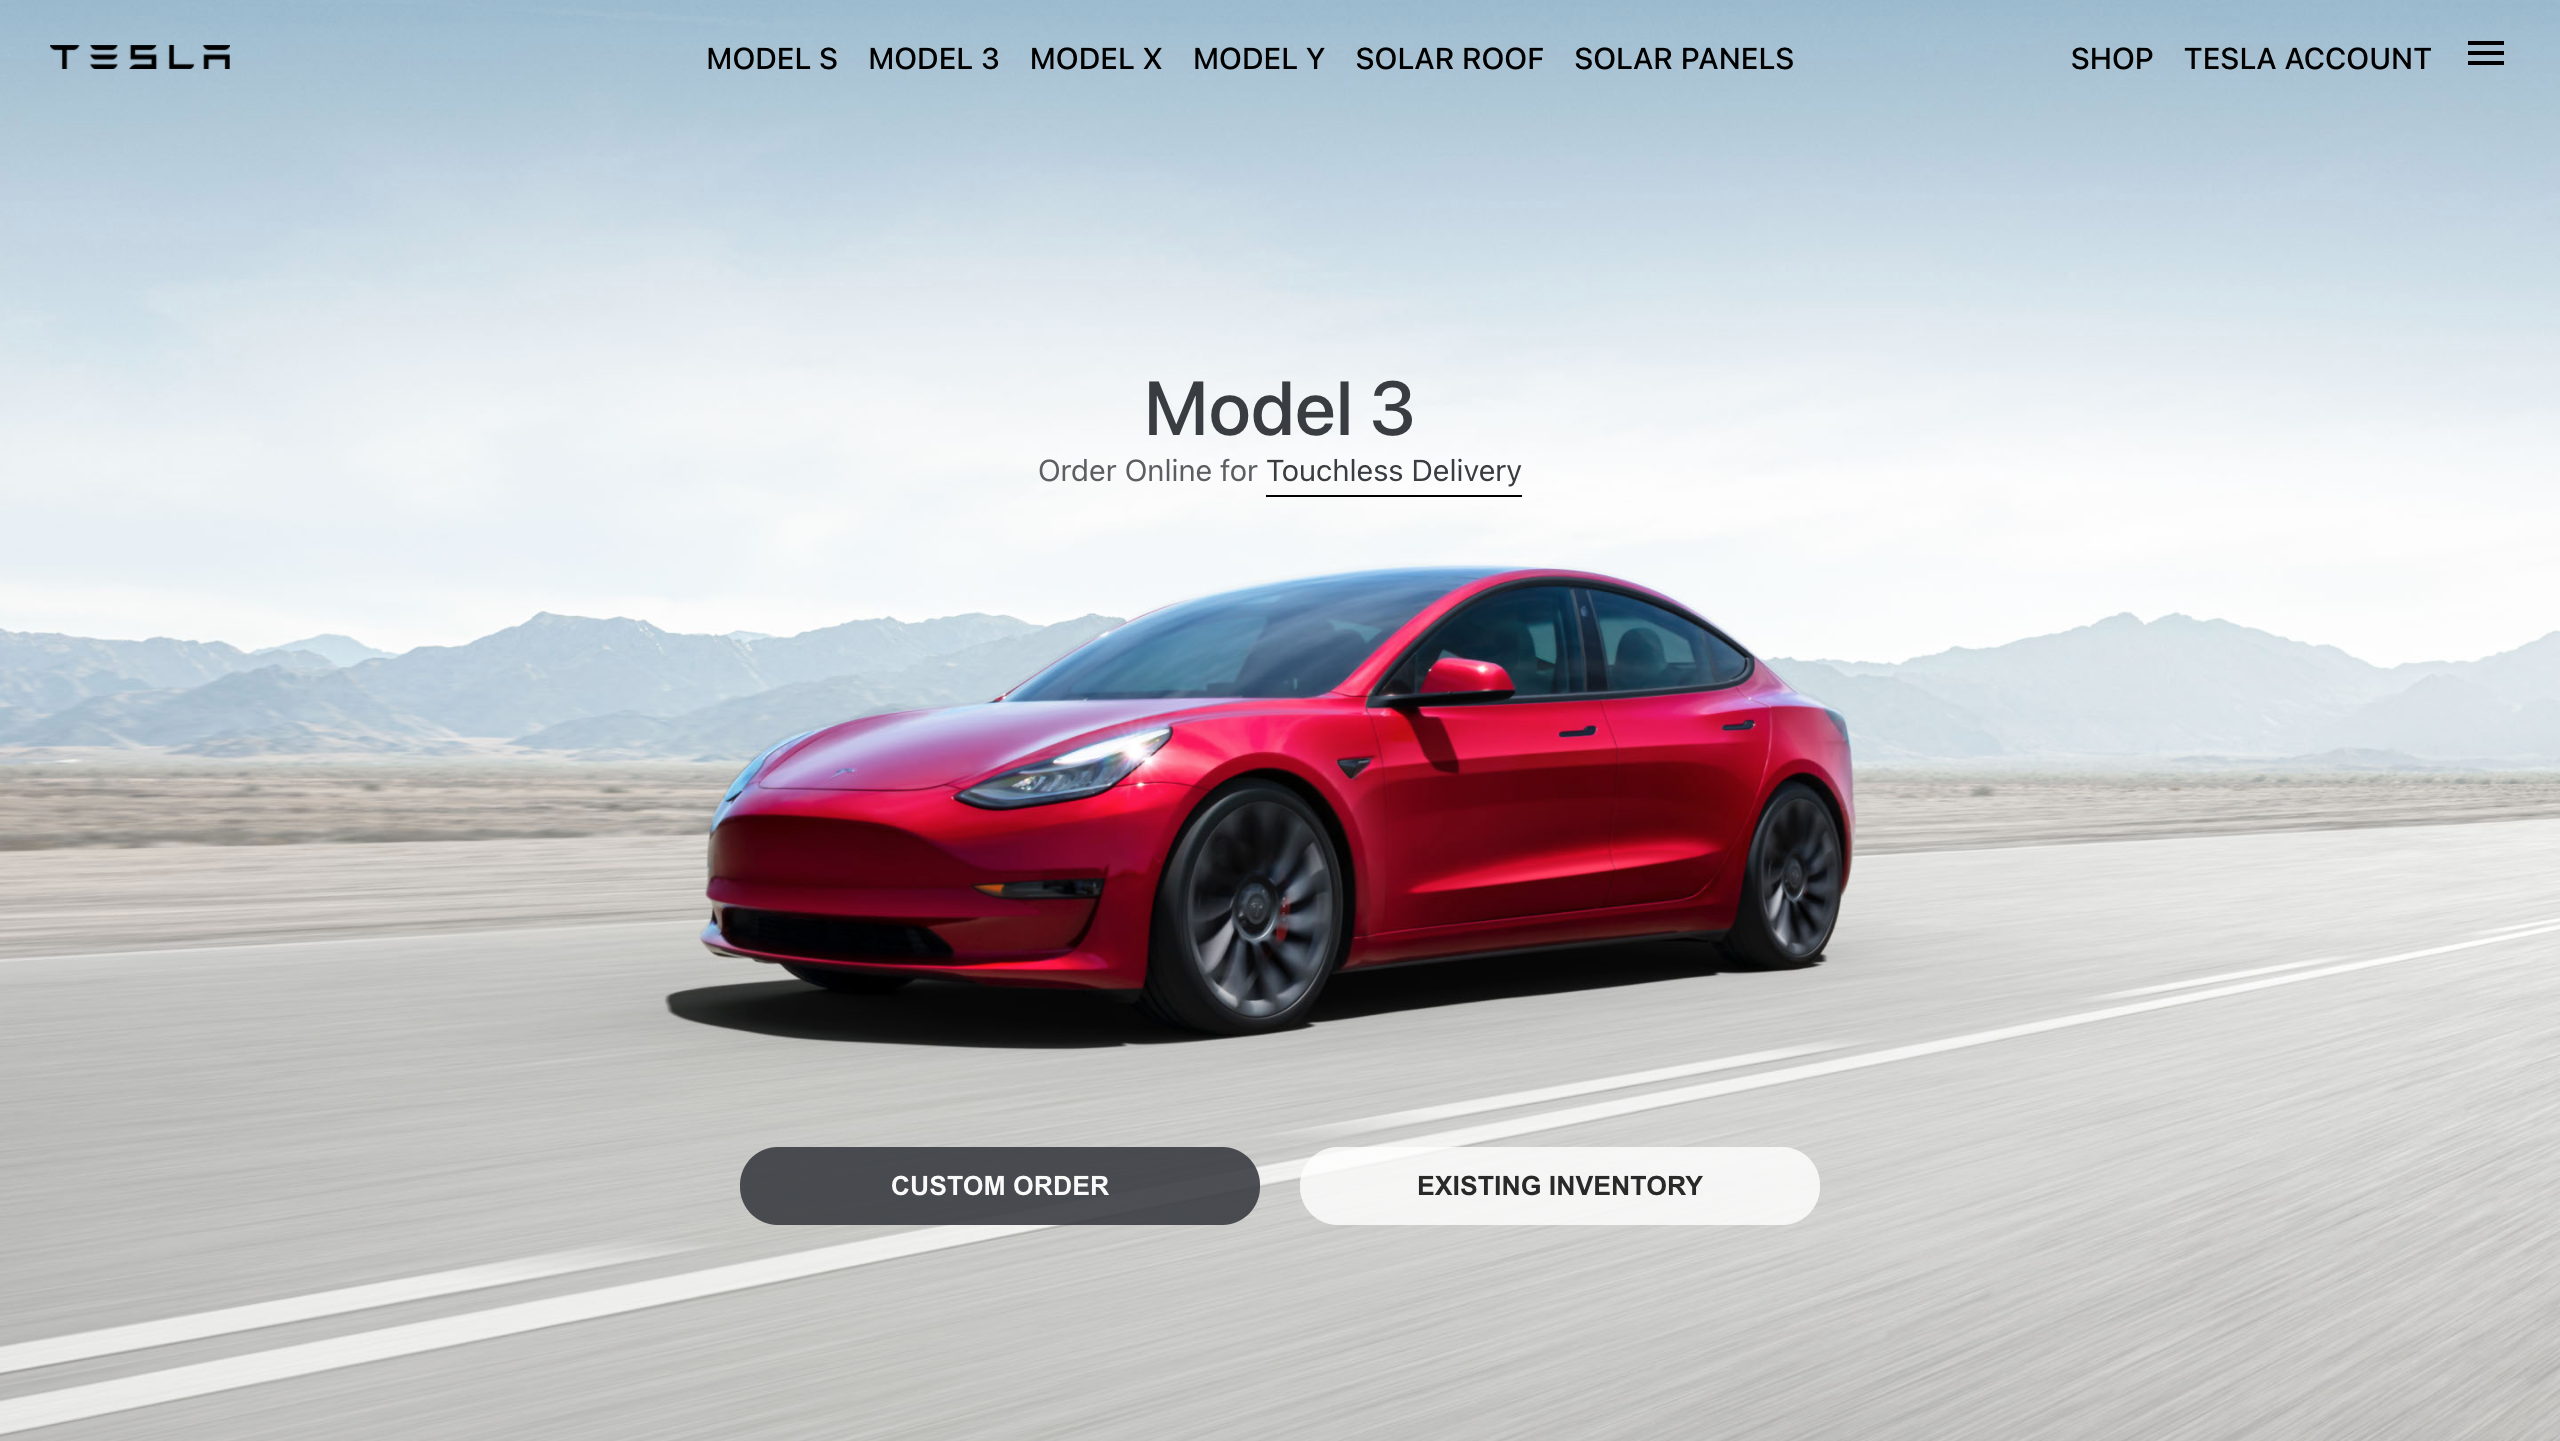 TESLA
MODEL S MODEL 3 MODEL X MODEL Y SOLAR ROOF SOLAR PANELS
SHOP TESLA ACCOUNT
Model 3
Order Online for Touchless Delivery
CUSTOM ORDER
EXISTING INVENTORY